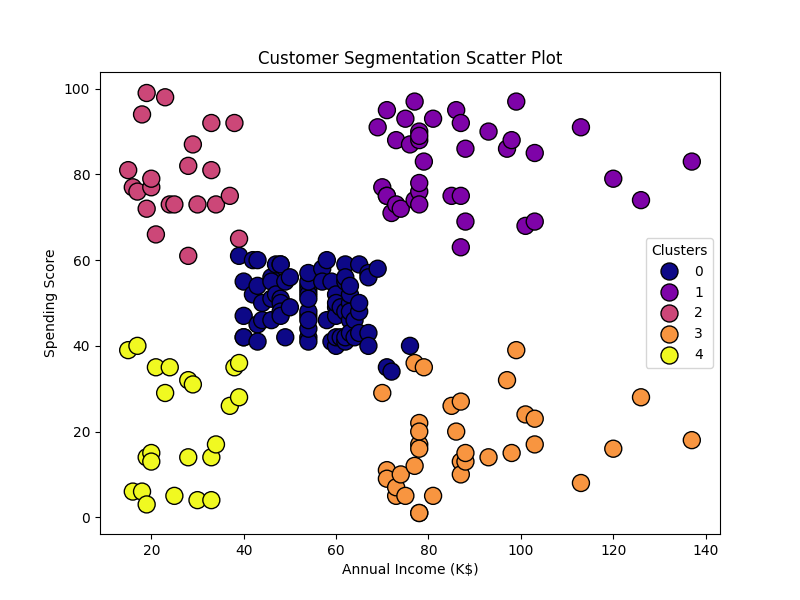 Customer Segmentation Scatter Plot
100
80
60
40
20
0
Spending Score
Clusters
0
1
2
3
4
20 40 60 80 100 120 140
Annual Income (K$)